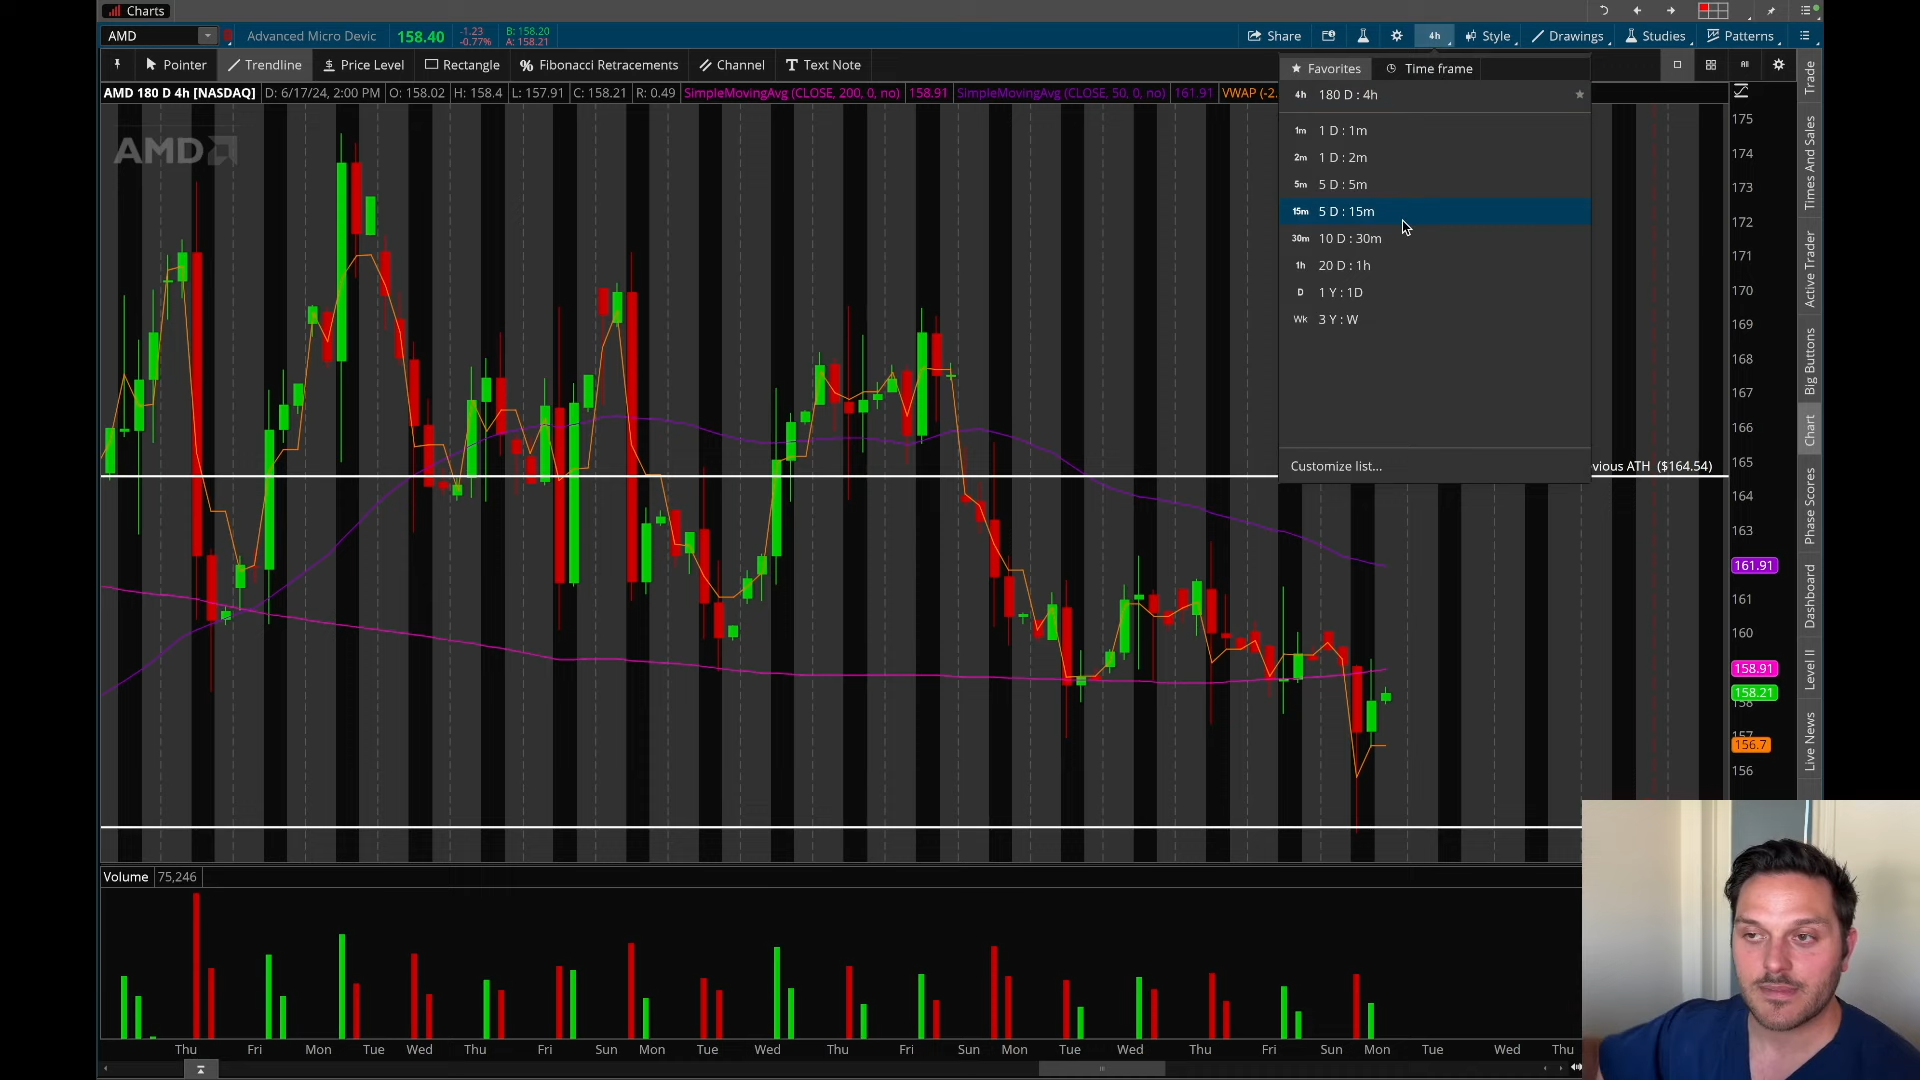 Charts
AMD
Advanced Micro Devic
158.40
-1.23
-0.77%
B: 158.20
A: 158.21
Share
4h
Style
Drawings
Studies
Patterns
Pointer
Trendline
$ Price Level
Rectangle
% Fibonacci Retracements
Channel
T Text Note
Favorites
Time frame
All
AMD 180 D 4h [NASDAQ]
D: 6/17/24, 2:00 PM
O: 158.02
H: 158.4
L: 157.91
C: 158.21
R: 0.49
SimpleMovingAvg (CLOSE, 200, 0, no)
158.91
SimpleMovingAvg (CLOSE, 50, 0, no)
161.91
VWAP (-2.
4h 180 D : 4h
1m 1 D : 1m
2m 1 D : 2m
5m 5 D : 5m
15m 5 D : 15m
30m 10 D : 30m
1h 20 D : 1h
D 1 Y : 1D
Wk 3 Y : W
Customize list...
AMD
vious ATH ($164.54)
175
174
173
172
171
170
169
168
167
166
165
164
163
161.91
161
160
158.91
158.21
158
157
156.7
156
Trade
Times And Sales
Active Trader
Big Buttons
Chart
Phase Scores
Dashboard
Level II
Live News
Volume
75,246
Thu Fri Mon Tue Wed Thu Fri Sun Mon Tue Wed Thu Fri Sun Mon Tue Wed Thu Fri Sun Mon Tue Wed Thu